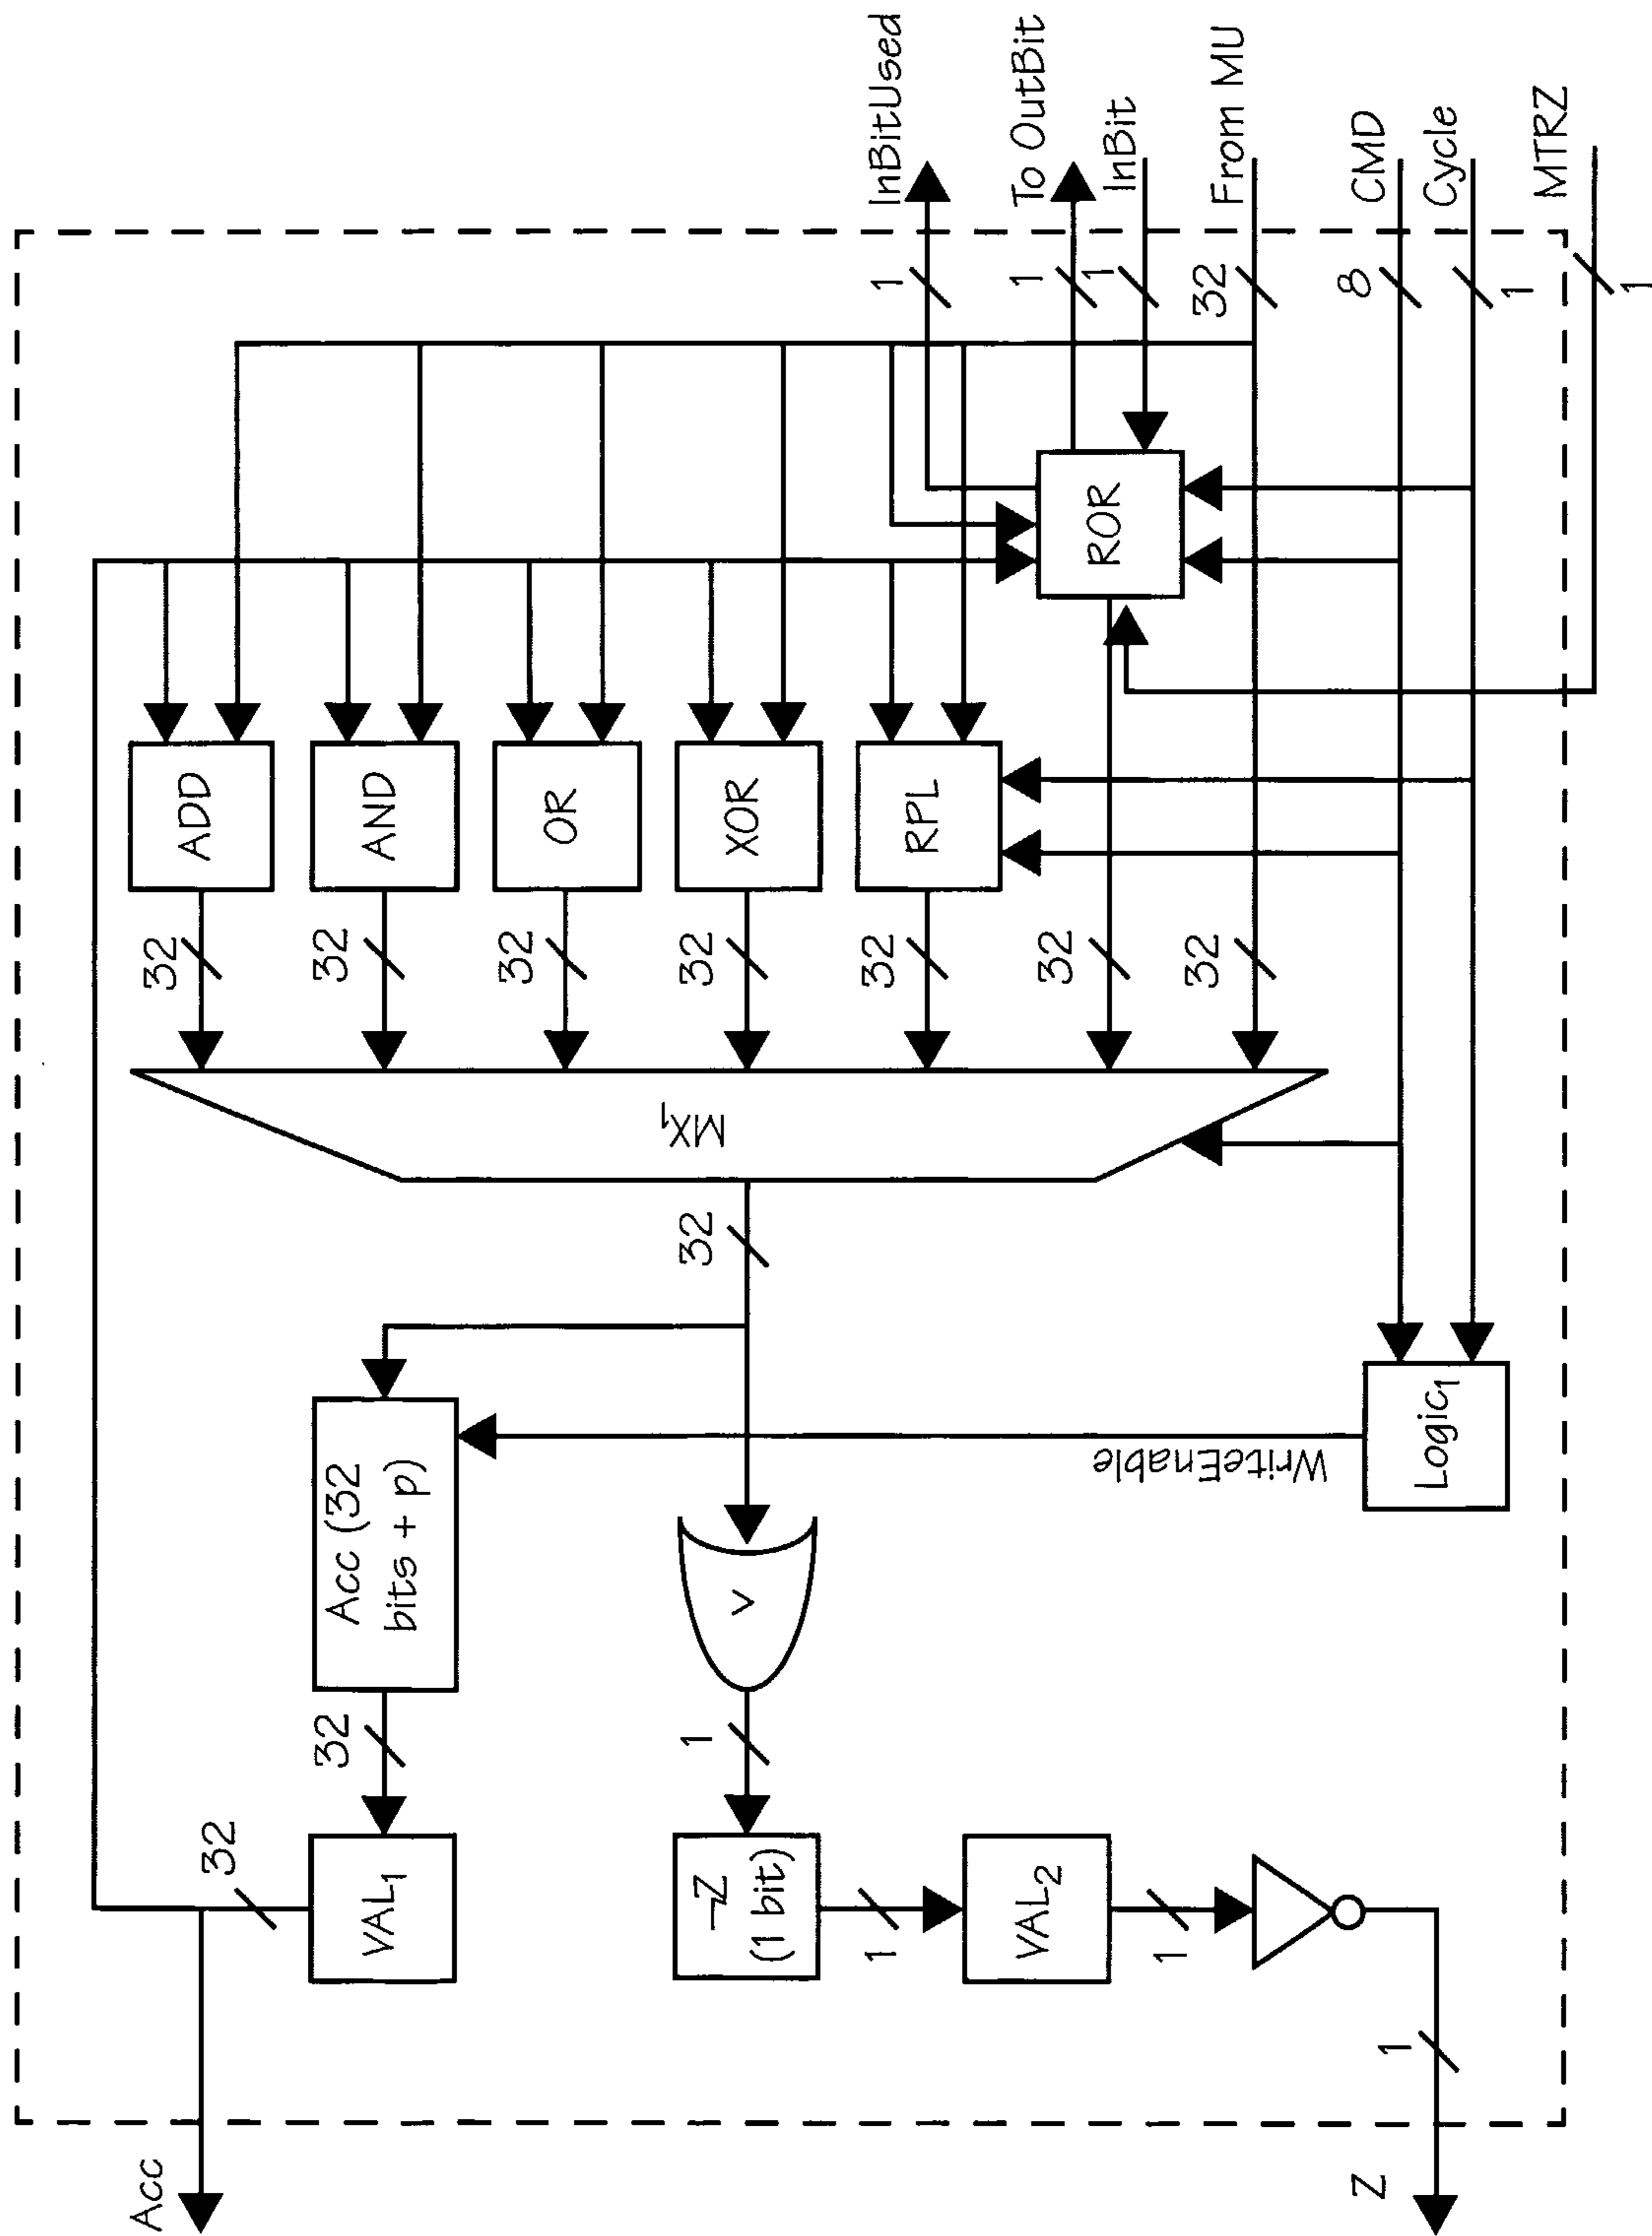 Acc
Z
32
VAL1
¬Z
(1 bit)
1
VAL2
1
1
32
Acc (32
bits + p)
1
V
WriteEnable
Logic1
32
MX1
32
32
32
32
32
32
32
ADD
AND
OR
XOR
RPL
ROR
1
1
1
32
8
1
1
InBitUsed
To OutBit
InBit
From MU
CMD
Cycle
MTRZ